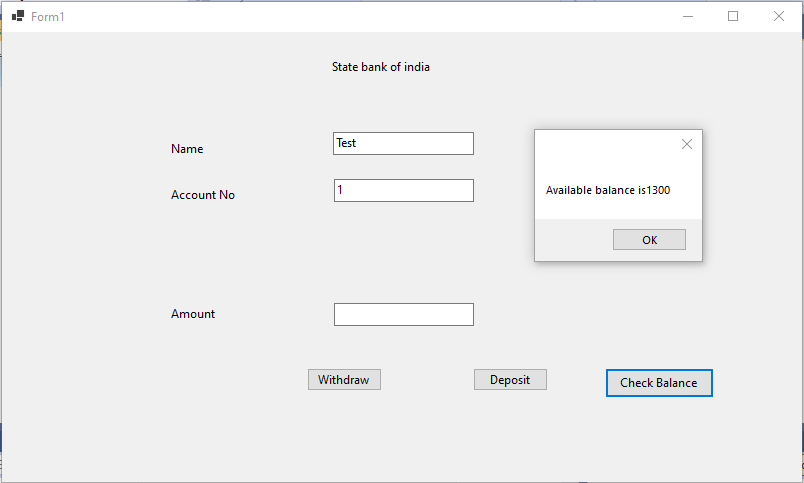 Form1
State bank of india
Name
Test
Account No
1
Available balance is1300
OK
Amount
Withdraw
Deposit
Check Balance